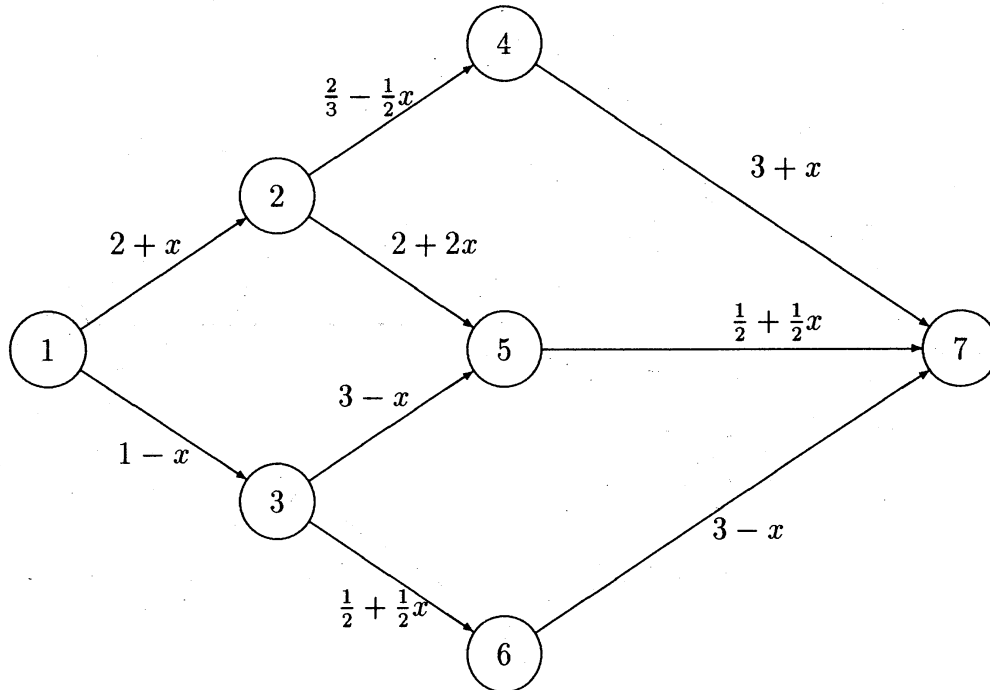 4
2/3 − 1/2x
3 + x
2
2 + x
2 + 2x
1/2 + 1/2x
1
5
7
3 − x
1 − x
3
3 − x
1/2 + 1/2x
6